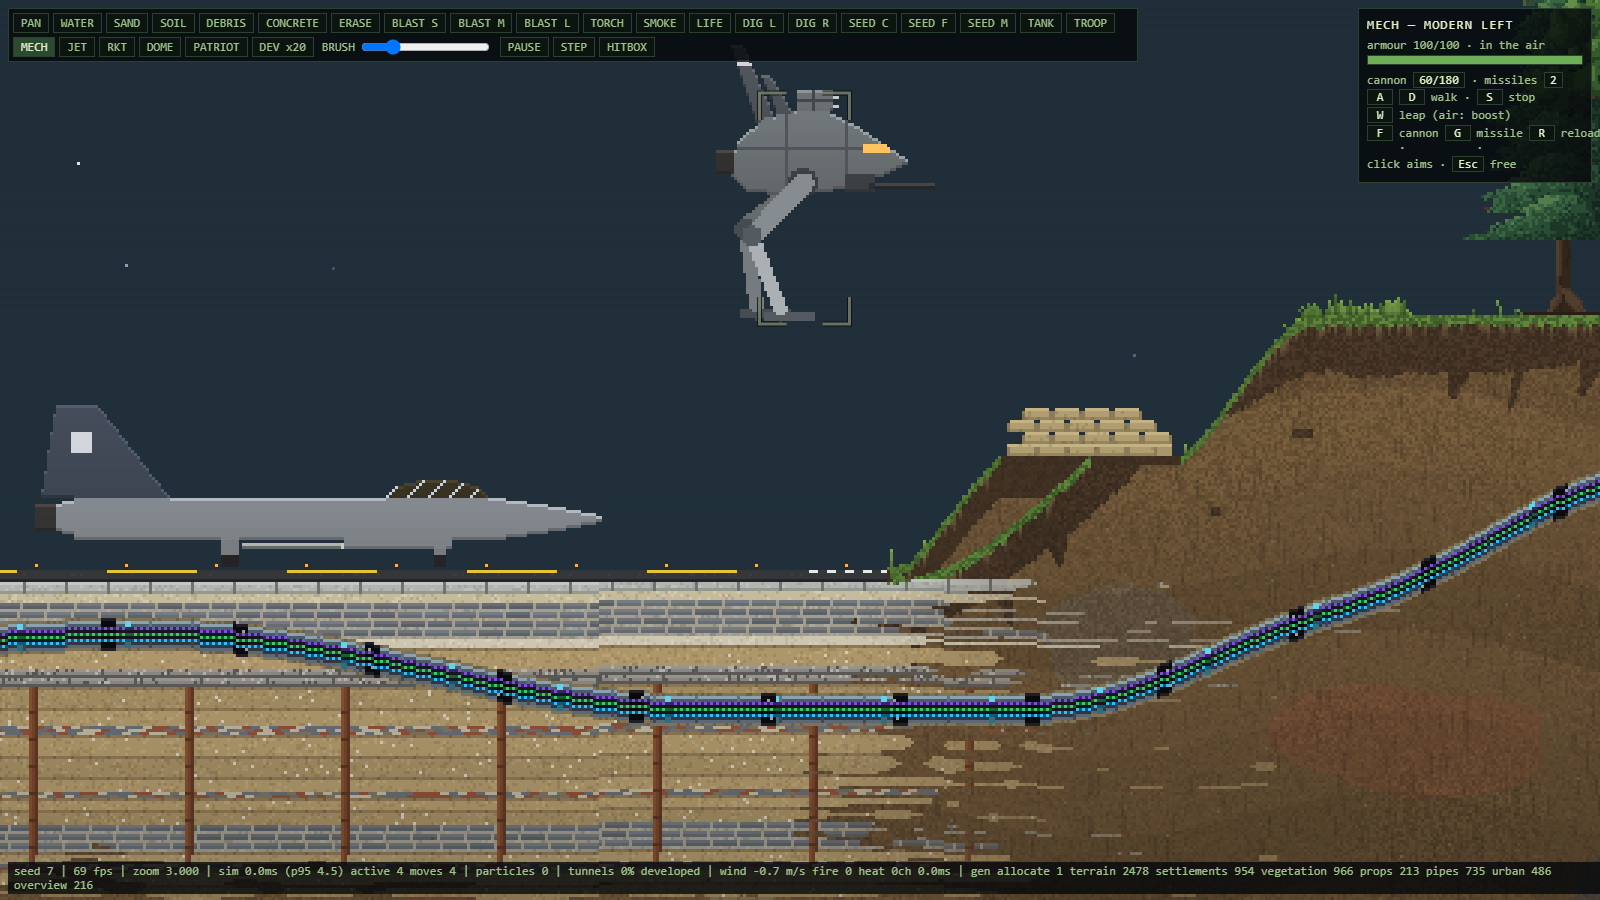 PAN WATER SAND SOIL DEBRIS CONCRETE ERASE BLAST S BLAST M BLAST L TORCH SMOKE LIFE DIG L DIG R SEED C SEED F SEED M TANK TROOP
MECH JET RKT DOME PATRIOT DEV x20 BRUSH PAUSE STEP HITBOX
MECH — MODERN LEFT
armour 100/100 · in the air
cannon 60/180 · missiles 2
A D walk · S stop
W leap (air: boost)
F cannon · G missile · R reload
click aims · Esc free
seed 7 | 69 fps | zoom 3.000 | sim 0.0ms (p95 4.5) active 4 moves 4 | particles 0 | tunnels 0% developed | wind -0.7 m/s fire 0 heat 0ch 0.0ms | gen allocate 1 terrain 2478 settlements 954 vegetation 966 props 213 pipes 735 urban 486
overview 216